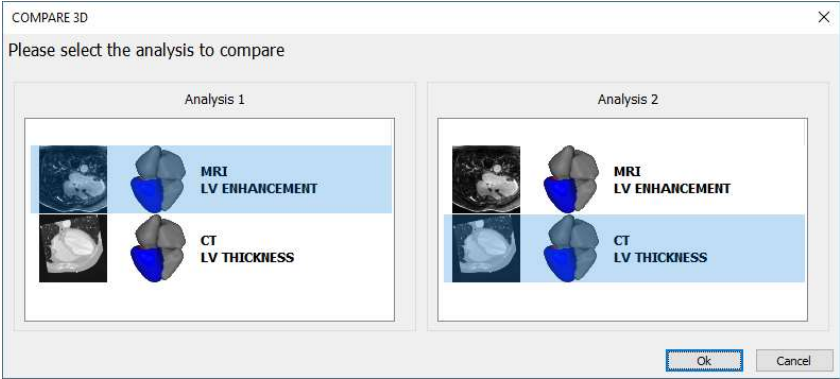 COMPARE 3D
Please select the analysis to compare
Analysis 1
MRI
LV ENHANCEMENT
CT
LV THICKNESS
Analysis 2
MRI
LV ENHANCEMENT
CT
LV THICKNESS
Ok
Cancel